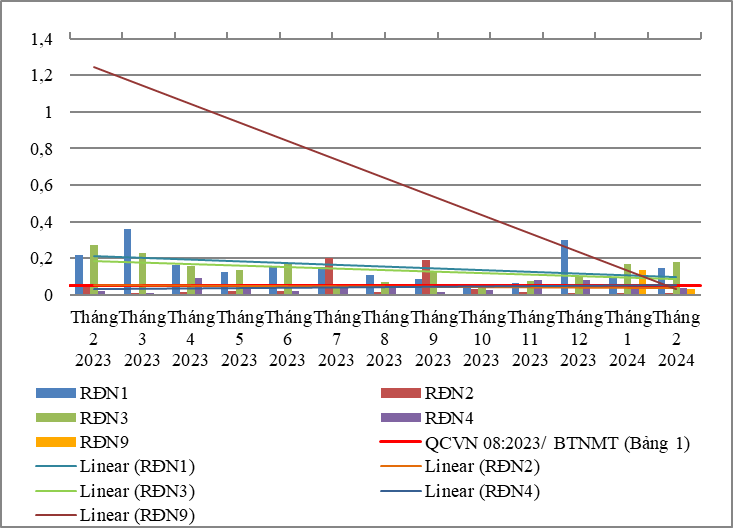 1,4
1,2
1
0,8
0,6
0,4
0,2
0
Tháng 2 2023
Tháng 3 2023
Tháng 4 2023
Tháng 5 2023
Tháng 6 2023
Tháng 7 2023
Tháng 8 2023
Tháng 9 2023
Tháng 10 2023
Tháng 11 2023
Tháng 12 2023
Tháng 1 2024
Tháng 2 2024
RĐN1
RĐN2
RĐN3
RĐN4
RĐN9
QCVN 08:2023/ BTNMT (Bảng 1)
Linear (RĐN1)
Linear (RĐN2)
Linear (RĐN3)
Linear (RĐN4)
Linear (RĐN9)